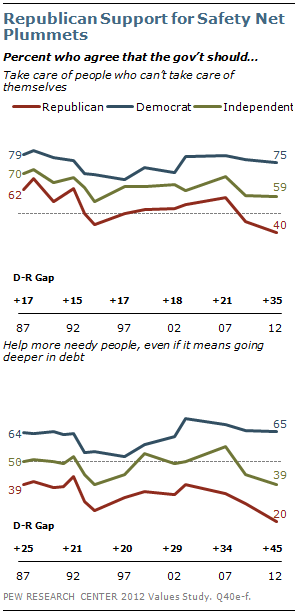 Republican Support for Safety Net
Plummets
Percent who agree that the gov't should…
Take care of people who can't take care of
themselves
Republican Democrat Independent
79 75
70 59
62 40
D-R Gap
+17 +15 +17 +18 +21 +35
87 92 97 02 07 12
Help more needy people, even if it means going
deeper in debt
64 65
50 39
39 20
D-R Gap
+25 +21 +20 +29 +34 +45
87 92 97 02 07 12
PEW RESEARCH CENTER 2012 Values Study. Q40e-f.